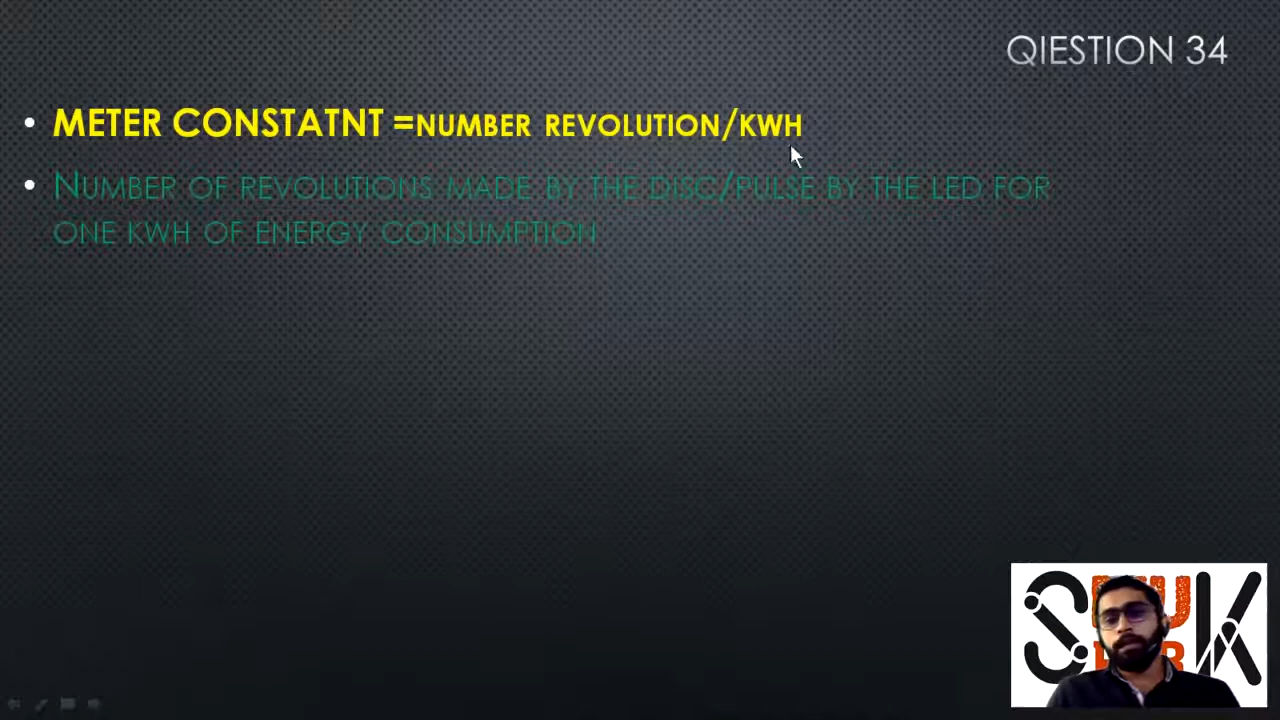 QIESTION 34
• METER CONSTATNT =NUMBER REVOLUTION/KWH
• NUMBER OF REVOLUTIONS MADE BY THE DISC/PULSE BY THE LED FOR
ONE KWH OF ENERGY CONSUMPTION